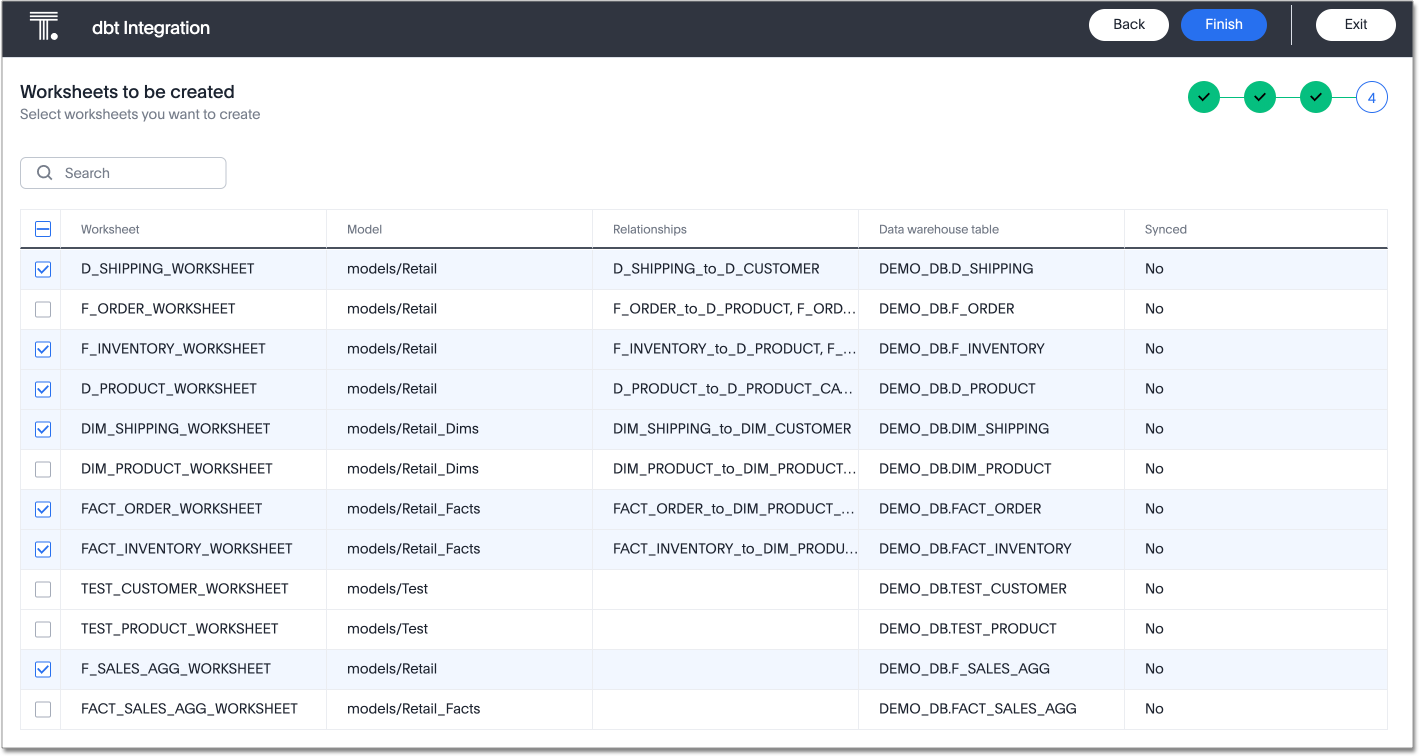 dbt Integration
Back
Finish
Exit
Worksheets to be created
Select worksheets you want to create
4
Search
Worksheet Model Relationships Data warehouse table Synced
D_SHIPPING_WORKSHEET models/Retail D_SHIPPING_to_D_CUSTOMER DEMO_DB.D_SHIPPING No
F_ORDER_WORKSHEET models/Retail F_ORDER_to_D_PRODUCT, F_ORD... DEMO_DB.F_ORDER No
F_INVENTORY_WORKSHEET models/Retail F_INVENTORY_to_D_PRODUCT, F_... DEMO_DB.F_INVENTORY No
D_PRODUCT_WORKSHEET models/Retail D_PRODUCT_to_D_PRODUCT_CA... DEMO_DB.D_PRODUCT No
DIM_SHIPPING_WORKSHEET models/Retail_Dims DIM_SHIPPING_to_DIM_CUSTOMER DEMO_DB.DIM_SHIPPING No
DIM_PRODUCT_WORKSHEET models/Retail_Dims DIM_PRODUCT_to_DIM_PRODUCT... DEMO_DB.DIM_PRODUCT No
FACT_ORDER_WORKSHEET models/Retail_Facts FACT_ORDER_to_DIM_PRODUCT_... DEMO_DB.FACT_ORDER No
FACT_INVENTORY_WORKSHEET models/Retail_Facts FACT_INVENTORY_to_DIM_PRODU... DEMO_DB.FACT_INVENTORY No
TEST_CUSTOMER_WORKSHEET models/Test DEMO_DB.TEST_CUSTOMER No
TEST_PRODUCT_WORKSHEET models/Test DEMO_DB.TEST_PRODUCT No
F_SALES_AGG_WORKSHEET models/Retail DEMO_DB.F_SALES_AGG No
FACT_SALES_AGG_WORKSHEET models/Retail_Facts DEMO_DB.FACT_SALES_AGG No